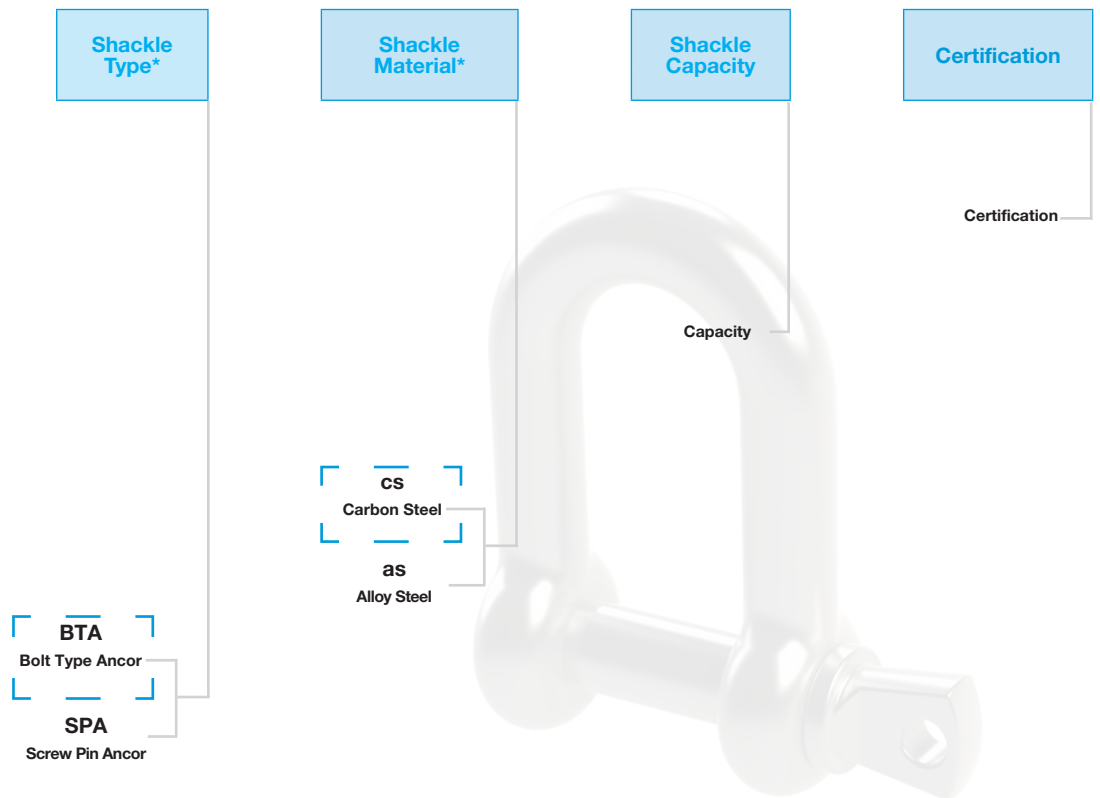 Shackle
Type*
Shackle
Material*
Shackle
Capacity
Certification
Certification
Capacity
cs
Carbon Steel
as
Alloy Steel
BTA
Bolt Type Ancor
SPA
Screw Pin Ancor